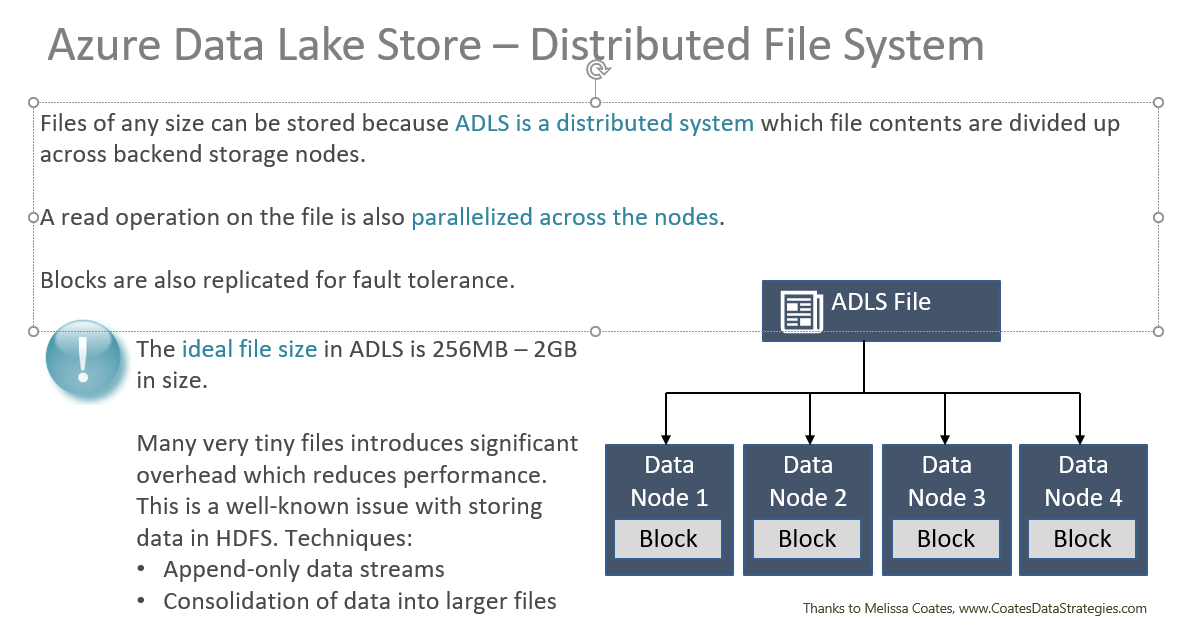 Azure Data Lake Store – Distributed File System
Files of any size can be stored because ADLS is a distributed system which file contents are divided up
across backend storage nodes.
A read operation on the file is also parallelized across the nodes.
Blocks are also replicated for fault tolerance.
The ideal file size in ADLS is 256MB – 2GB
in size.
Many very tiny files introduces significant
overhead which reduces performance.
This is a well-known issue with storing
data in HDFS. Techniques:
• Append-only data streams
• Consolidation of data into larger files
ADLS File
Data
Node 1
Block
Data
Node 2
Block
Data
Node 3
Block
Data
Node 4
Block
Thanks to Melissa Coates, www.CoatesDataStrategies.com